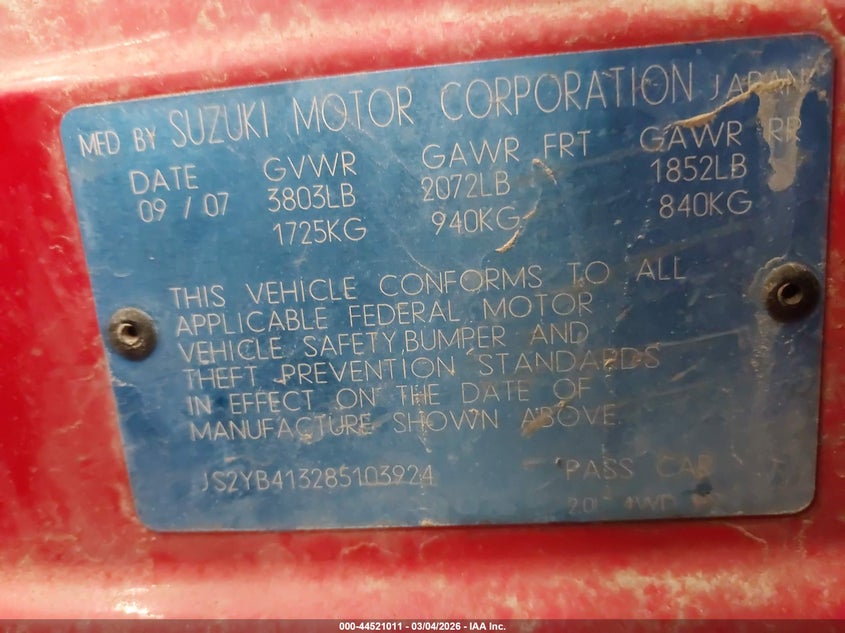 MFD BY SUZUKI MOTOR CORPORATION JAPAN
DATE GVWR GAWR FRT GAWR RR
09 / 07 3803LB 2072LB 1852LB
1725KG 940KG 840KG
THIS VEHICLE CONFORMS TO ALL
APPLICABLE FEDERAL MOTOR
VEHICLE SAFETY,BUMPER AND
THEFT PREVENTION STANDARDS
IN EFFECT ON THE DATE OF
MANUFACTURE SHOWN ABOVE.
JS2YB413285103924 PASS CAR
4WD
000-44521011 - 03/04/2026 - IAA Inc.